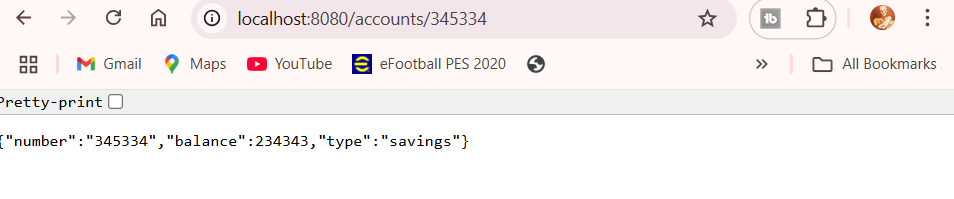 localhost:8080/accounts/345334
Gmail Maps YouTube eFootball PES 2020 » All Bookmarks
Pretty-print
{"number":"345334","balance":234343,"type":"savings"}